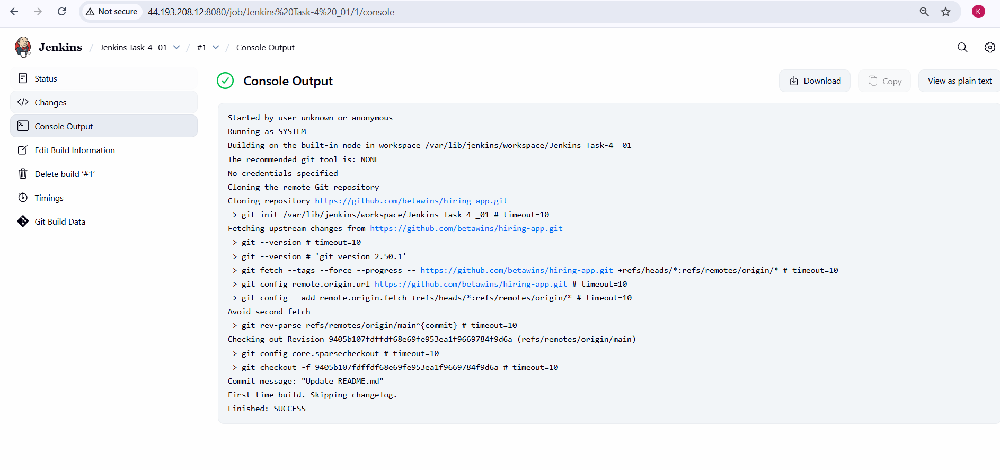 Not secure 44.193.208.12:8080/job/Jenkins%20Task-4%20_01/1/console
K
Jenkins / Jenkins Task-4 _01 / #1 / Console Output
Status
Changes
Console Output
Edit Build Information
Delete build ‘#1’
Timings
Git Build Data
Console Output
Download
Copy
View as plain text
Started by user unknown or anonymous
Running as SYSTEM
Building on the built-in node in workspace /var/lib/jenkins/workspace/Jenkins Task-4 _01
The recommended git tool is: NONE
No credentials specified
Cloning the remote Git repository
Cloning repository https://github.com/betawins/hiring-app.git
> git init /var/lib/jenkins/workspace/Jenkins Task-4 _01 # timeout=10
Fetching upstream changes from https://github.com/betawins/hiring-app.git
> git --version # timeout=10
> git --version # 'git version 2.50.1'
> git fetch --tags --force --progress -- https://github.com/betawins/hiring-app.git +refs/heads/*:refs/remotes/origin/* # timeout=10
> git config remote.origin.url https://github.com/betawins/hiring-app.git # timeout=10
> git config --add remote.origin.fetch +refs/heads/*:refs/remotes/origin/* # timeout=10
Avoid second fetch
> git rev-parse refs/remotes/origin/main^{commit} # timeout=10
Checking out Revision 9405b107fdffdf68e69fe953ea1f9669784f9d6a (refs/remotes/origin/main)
> git config core.sparsecheckout # timeout=10
> git checkout -f 9405b107fdffdf68e69fe953ea1f9669784f9d6a # timeout=10
Commit message: "Update README.md"
First time build. Skipping changelog.
Finished: SUCCESS